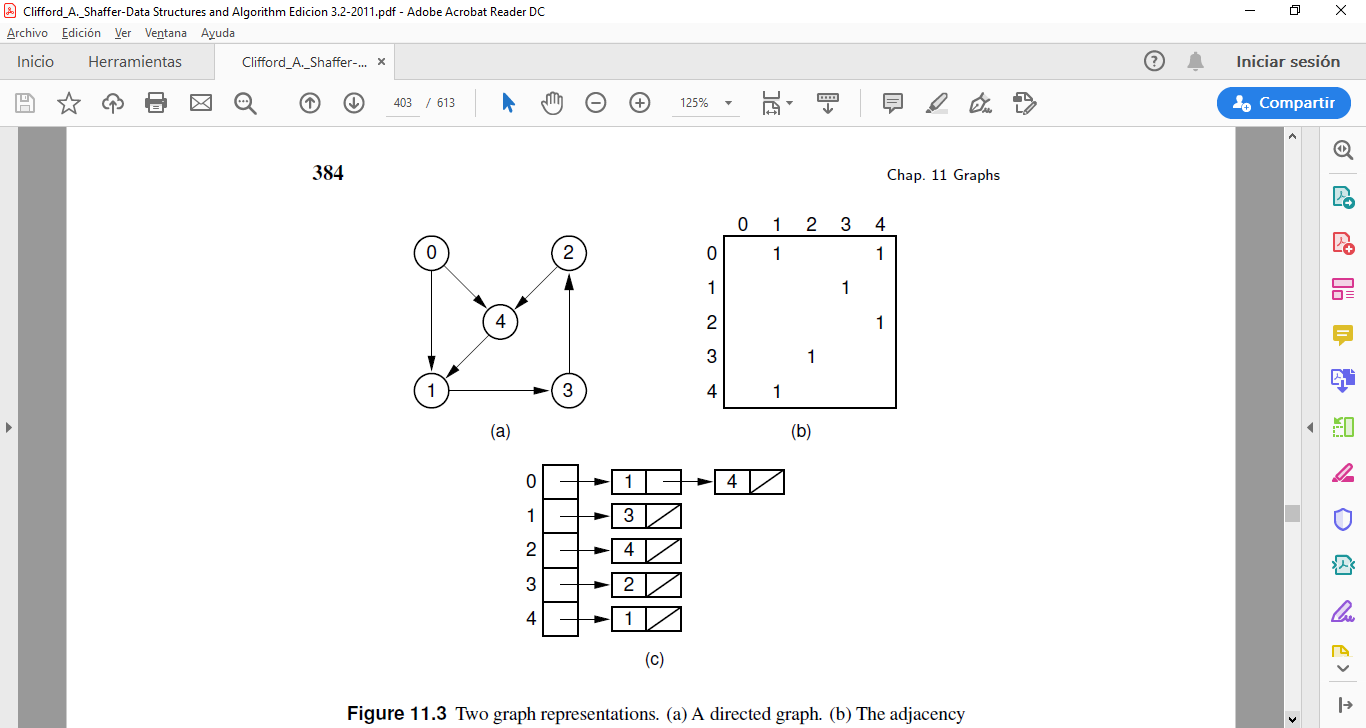 Clifford_A._Shaffer-Data Structures and Algorithm Edicion 3.2-2011.pdf - Adobe Acrobat Reader DC
Archivo Edición Ver Ventana Ayuda
Inicio Herramientas Clifford_A._Shaffer-... × ? Iniciar sesión
403 / 613 125% Compartir
384 Chap. 11 Graphs
0 2
4
1 3
(a)
0 1 2 3 4
0 1 1
1 1
2 1
3 1
4 1
(b)
0 1 4
1 3
2 4
3 2
4 1
(c)
Figure 11.3 Two graph representations. (a) A directed graph. (b) The adjacency